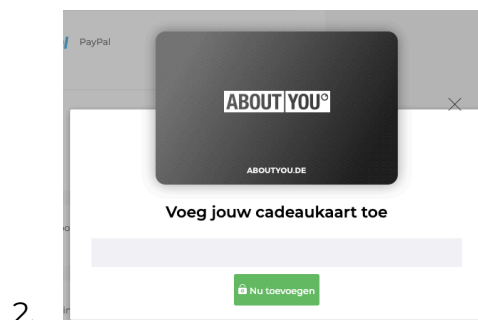 PayPal
ABOUT YOU°
ABOUTYOU.DE
Voeg jouw cadeaukaart toe
Nu toevoegen
2.